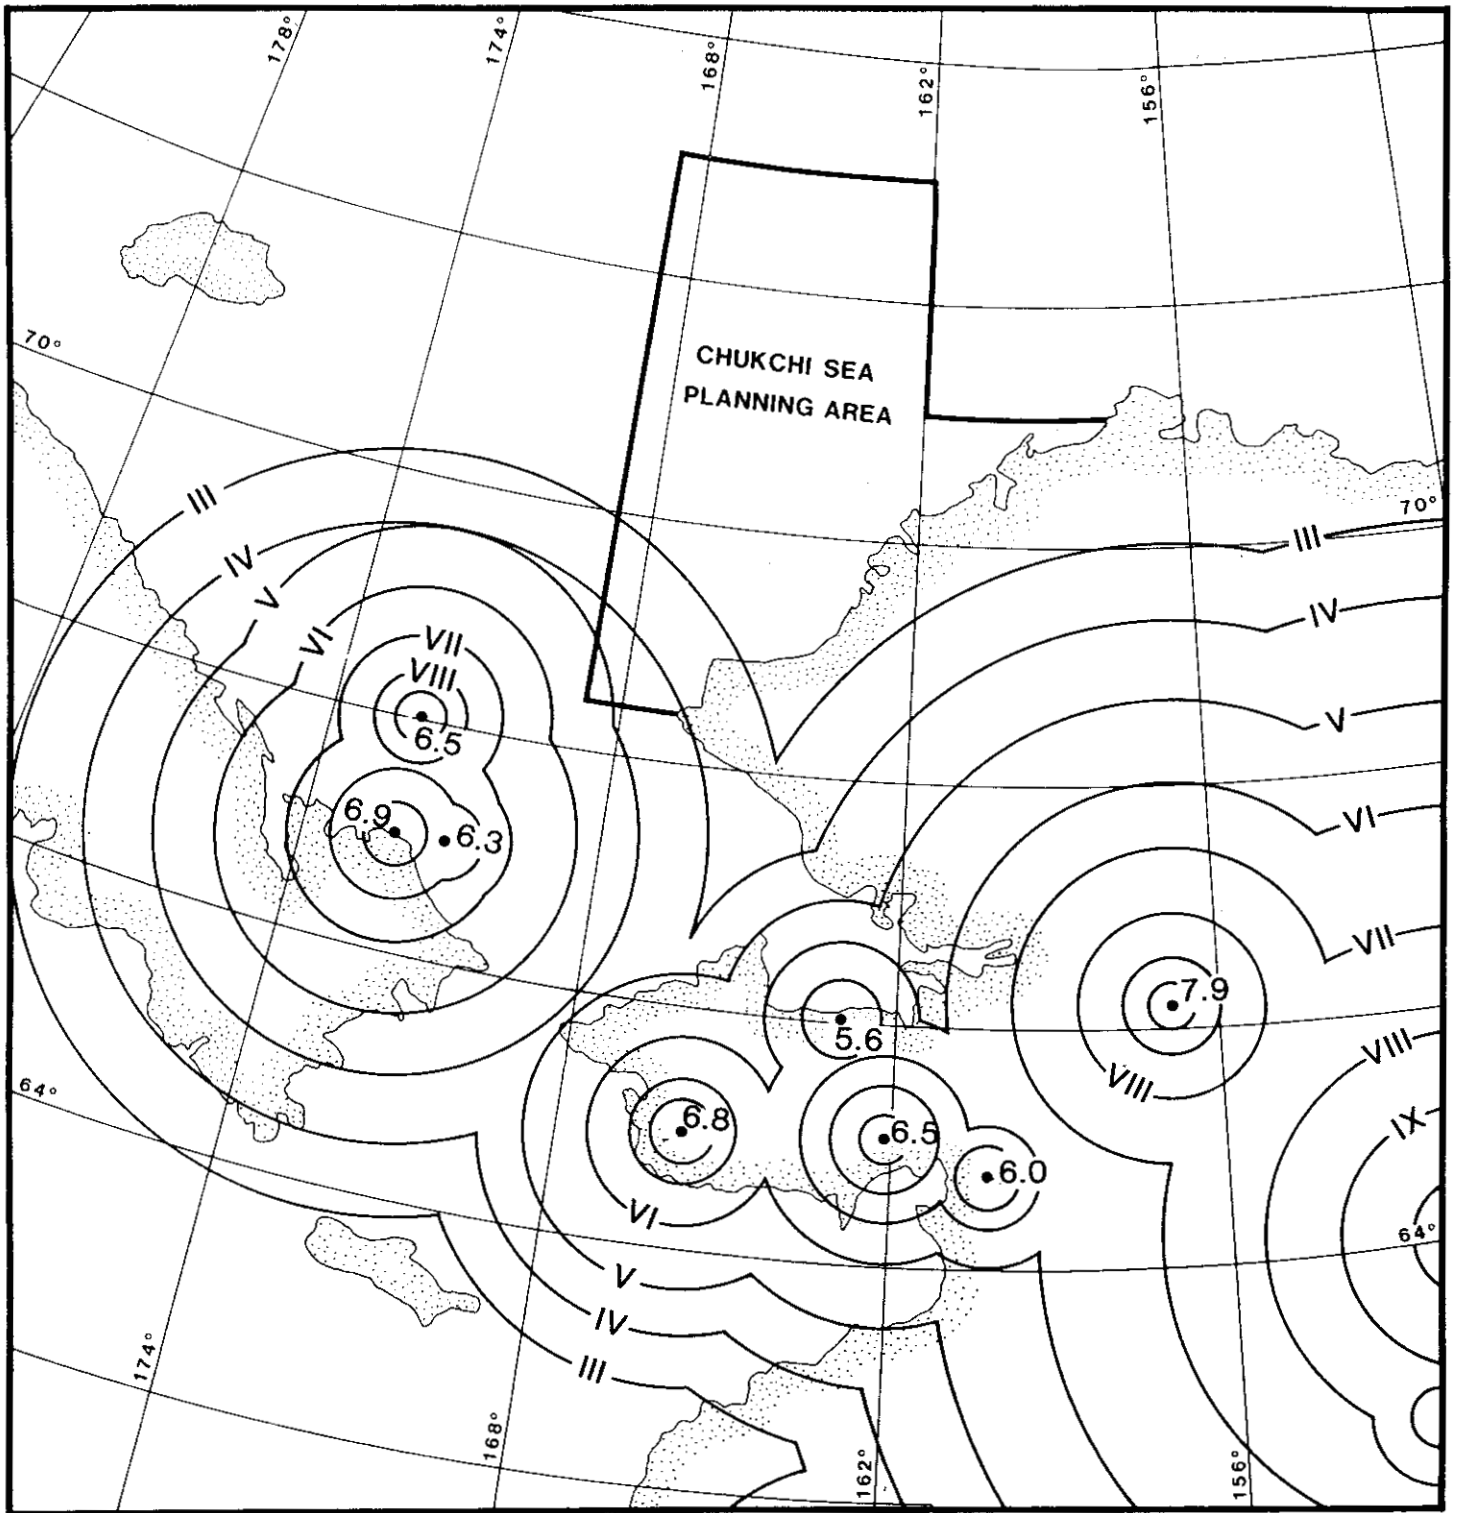 178°
174°
168°
162°
156°
70°
CHUKCHI SEA
PLANNING AREA
III
IV
V
VI
VII
VIII
6.5
6.9
6.3
70°
III
IV
V
VI
VII
VIII
IX
7.9
VIII
5.6
6.8
6.5
6.0
64°
64°
VI
V
IV
III
174°
168°
162°
156°